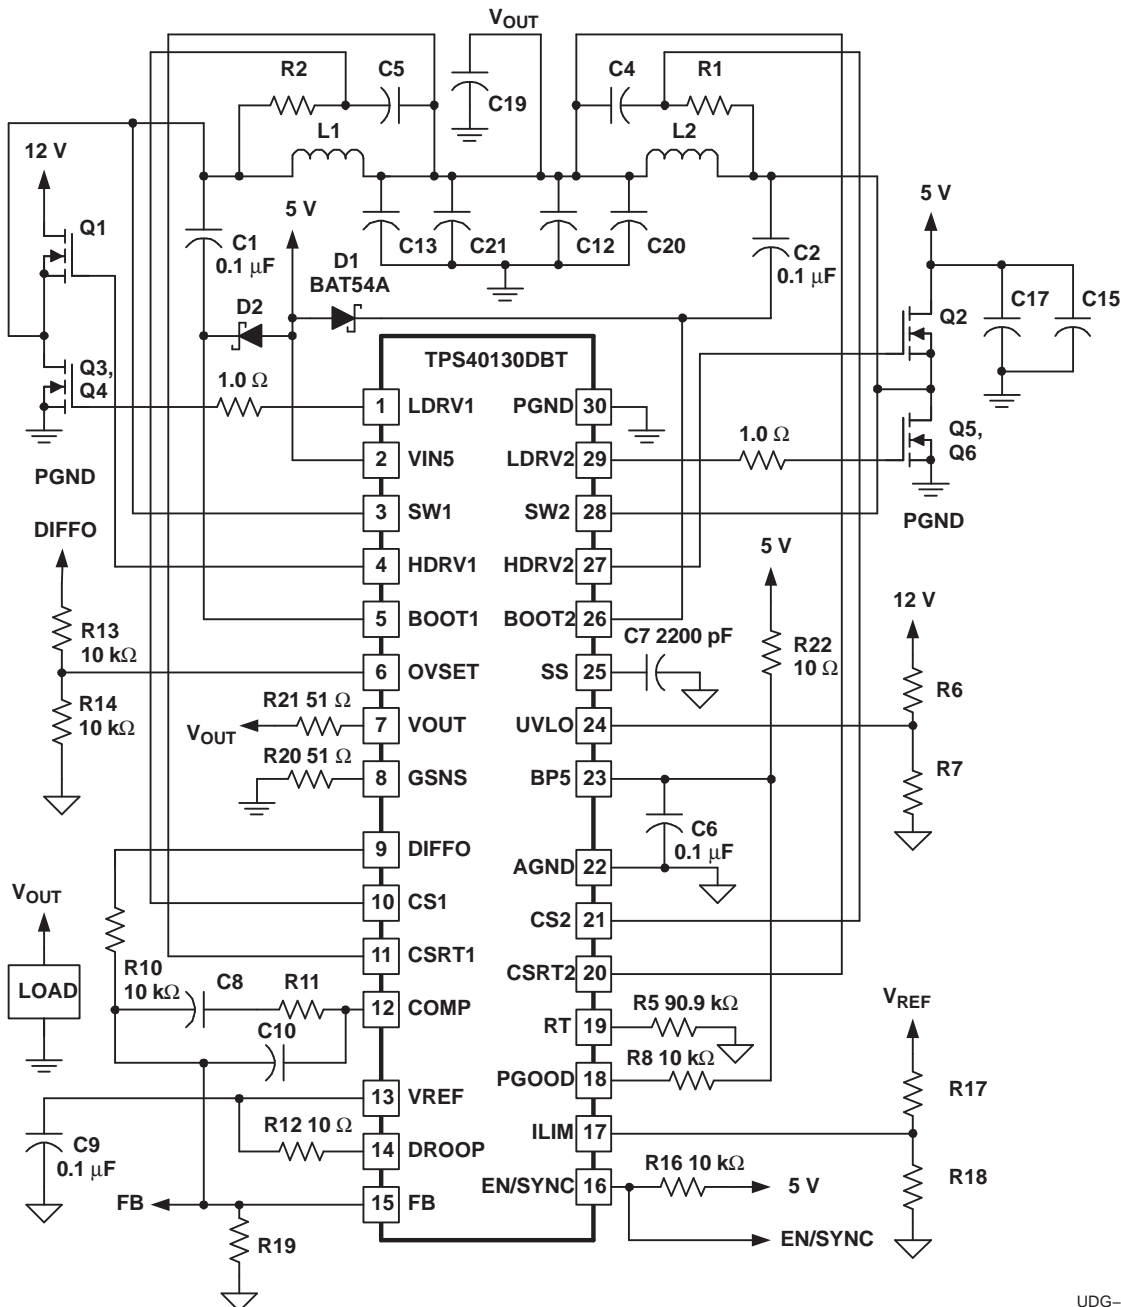 V_OUT
R2
C5
C4
R1
C19
L1
L2
12 V
Q1
5 V
5 V
C1
0.1 μF
C13
C21
C12
C20
C2
0.1 μF
D1
BAT54A
D2
C17
C15
Q2
Q3,
Q4
TPS40130DBT
1.0 Ω
1 LDRV1
PGND 30
1.0 Ω
Q5,
Q6
2 VIN5
LDRV2 29
PGND
3 SW1
SW2 28
PGND
DIFFO
5 V
4 HDRV1
HDRV2 27
12 V
5 BOOT1
BOOT2 26
R13
10 kΩ
C7 2200 pF
R22
10 Ω
6 OVSET
SS 25
R6
R14
10 kΩ
R21 51 Ω
V_OUT
7 VOUT
UVLO 24
R20 51 Ω
8 GSNS
BP5 23
R7
C6
0.1 μF
9 DIFFO
AGND 22
V_OUT
10 CS1
CS2 21
11 CSRT1
CSRT2 20
LOAD
R10
10 kΩ
C8
R11
R5 90.9 kΩ
V_REF
12 COMP
RT 19
C10
R8 10 kΩ
PGOOD 18
R17
13 VREF
R12 10 Ω
ILIM 17
C9
0.1 μF
14 DROOP
R16 10 kΩ
R18
EN/SYNC 16
5 V
FB
15 FB
R19
EN/SYNC
UDG–